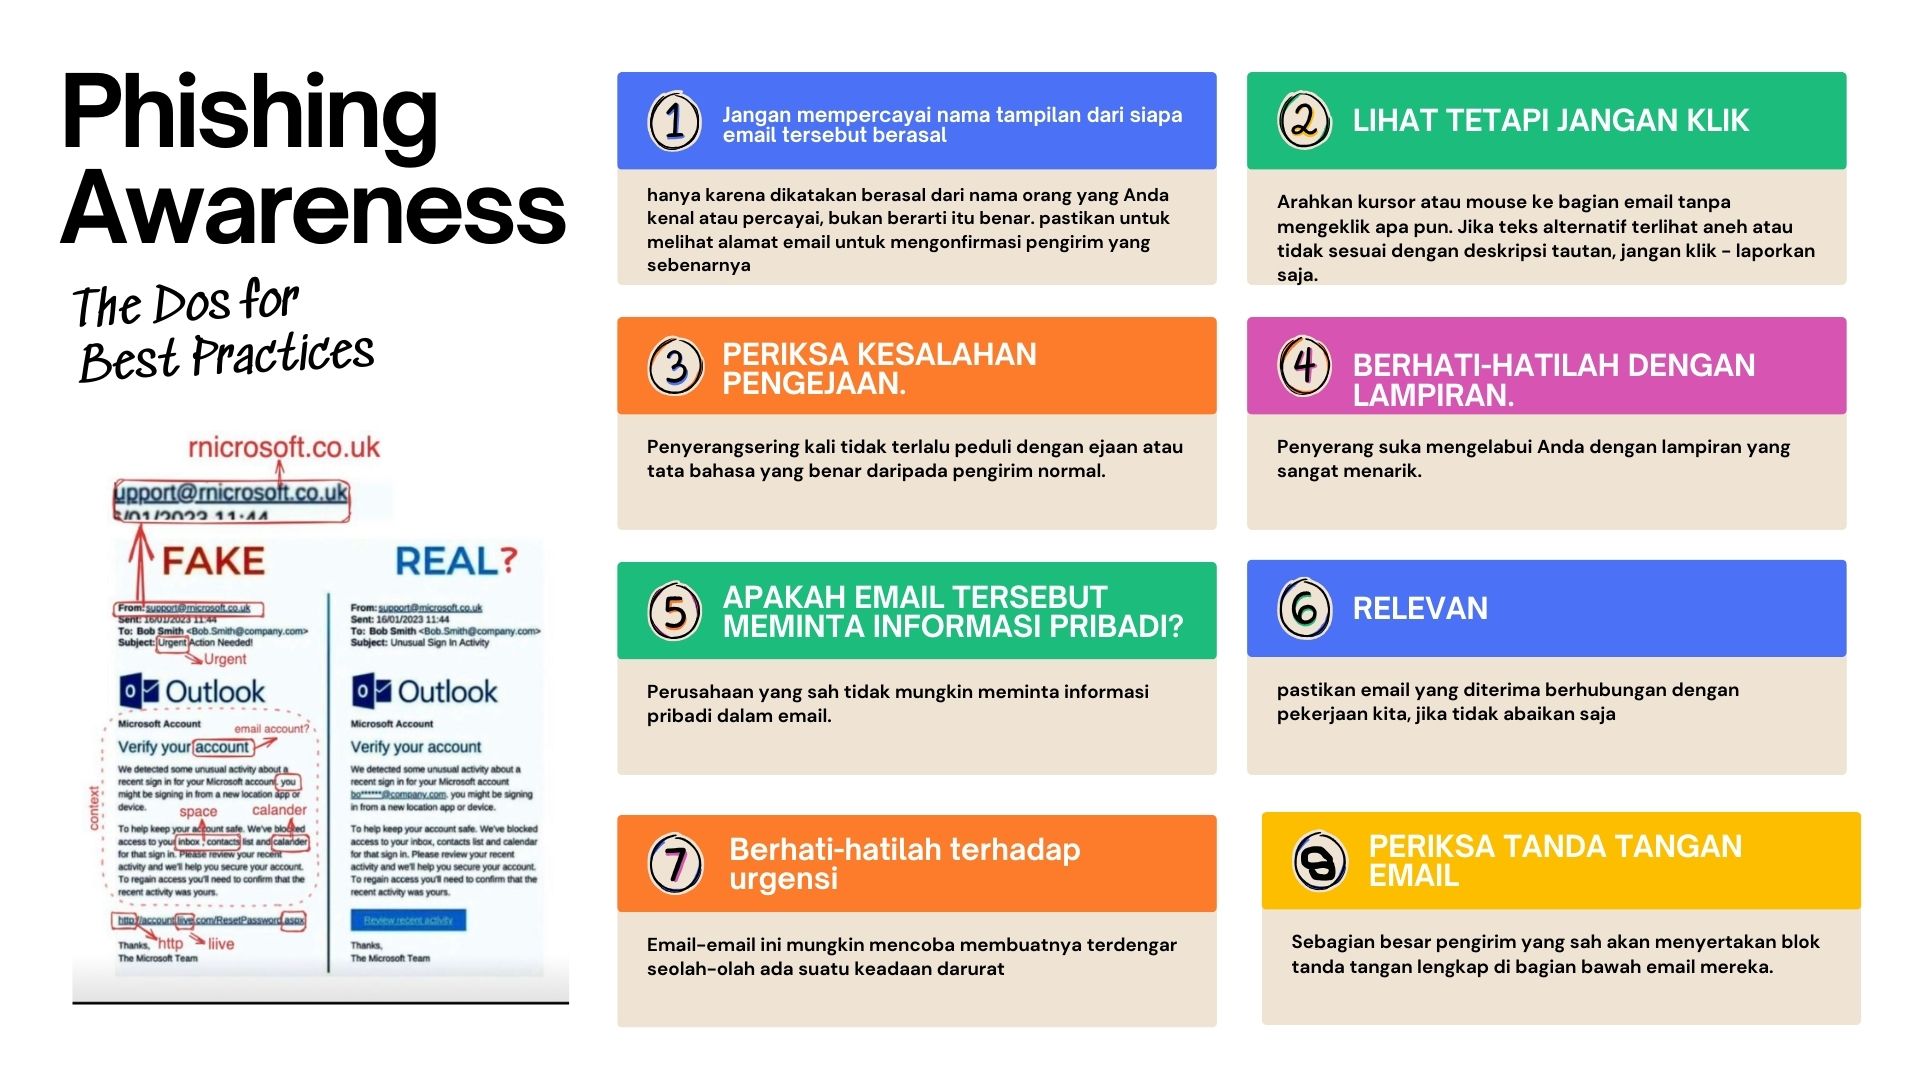 Phishing
Awareness
The Dos for
Best Practices
rnicrosoft.co.uk
upport@rnicrosoft.co.uk
6/01/2023 11:44
FAKE
From: support@rnicrosoft.co.uk
Sent: 16/01/2023 11:44
To: Bob Smith <Bob.Smith@company.com>
Subject: Urgent Action Needed!
Urgent
Outlook
Microsoft Account
email account?
Verify your account
We detected some unusual activity about a
recent sign in for your Microsoft account, you
might be signing in from a new location app or
device.
space
calander
context
To help keep your account safe. We've blocked
access to your inbox , contacts list and calander
for that sign in. Please review your recent
activity and we'll help you secure your account.
To regain access you'll need to confirm that the
recent activity was yours.
http://account.liive.com/ResetPassword.aspx
http
liive
Thanks,
The Microsoft Team
REAL?
From: support@microsoft.co.uk
Sent: 16/01/2023 11:44
To: Bob Smith <Bob.Smith@company.com>
Subject: Unusual Sign In Activity
Outlook
Microsoft Account
Verify your account
We detected some unusual activity about a
recent sign in for your Microsoft account
bo******@company.com. you might be signing
in from a new location app or device.
To help keep your account safe. We've blocked
access to your inbox, contacts list and calendar
for that sign in. Please review your recent
activity and we'll help you secure your account.
To regain access you'll need to confirm that the
recent activity was yours.
Review recent activity
Thanks,
The Microsoft Team
1
Jangan mempercayai nama tampilan dari siapa
email tersebut berasal
hanya karena dikatakan berasal dari nama orang yang Anda
kenal atau percayai, bukan berarti itu benar. pastikan untuk
melihat alamat email untuk mengonfirmasi pengirim yang
sebenarnya
2
LIHAT TETAPI JANGAN KLIK
Arahkan kursor atau mouse ke bagian email tanpa
mengeklik apa pun. Jika teks alternatif terlihat aneh atau
tidak sesuai dengan deskripsi tautan, jangan klik - laporkan
saja.
3
PERIKSA KESALAHAN
PENGEJAAN.
Penyerangsering kali tidak terlalu peduli dengan ejaan atau
tata bahasa yang benar daripada pengirim normal.
4
BERHATI-HATILAH DENGAN
LAMPIRAN.
Penyerang suka mengelabui Anda dengan lampiran yang
sangat menarik.
5
APAKAH EMAIL TERSEBUT
MEMINTA INFORMASI PRIBADI?
Perusahaan yang sah tidak mungkin meminta informasi
pribadi dalam email.
6
RELEVAN
pastikan email yang diterima berhubungan dengan
pekerjaan kita, jika tidak abaikan saja
7
Berhati-hatilah terhadap
urgensi
Email-email ini mungkin mencoba membuatnya terdengar
seolah-olah ada suatu keadaan darurat
8
PERIKSA TANDA TANGAN
EMAIL
Sebagian besar pengirim yang sah akan menyertakan blok
tanda tangan lengkap di bagian bawah email mereka.